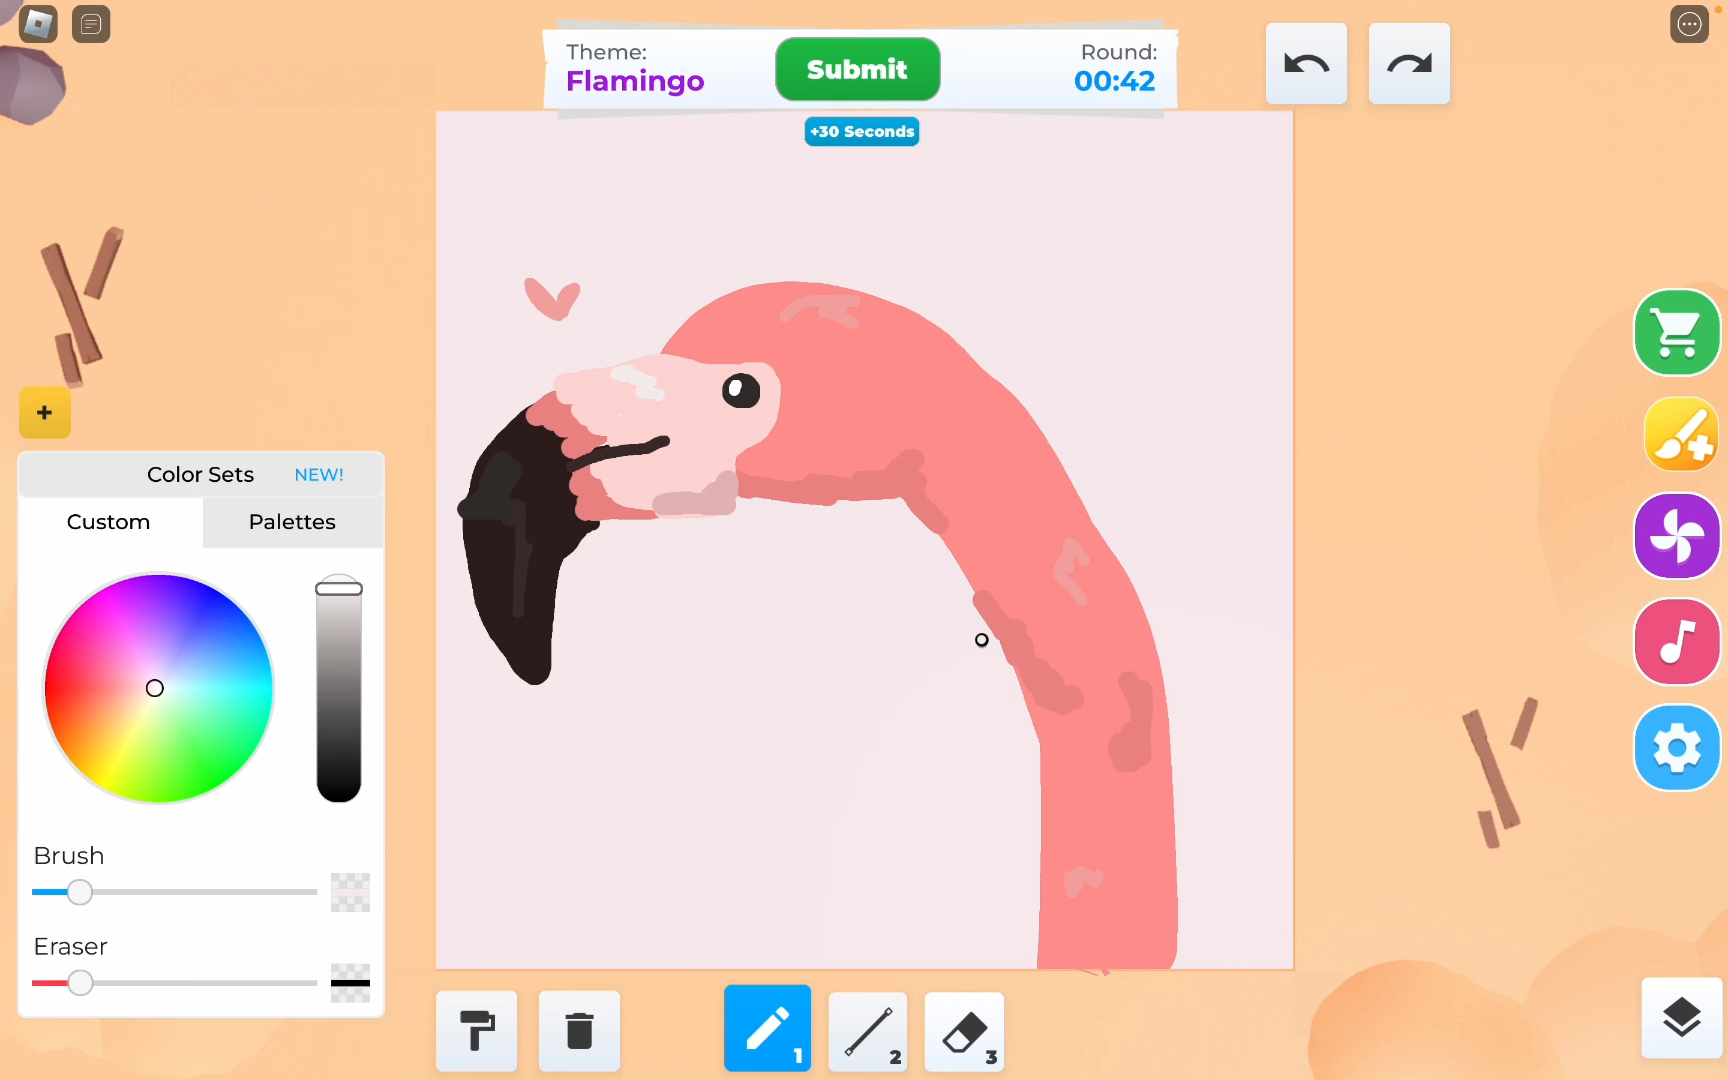 Theme:
Flamingo
Submit
Round:
00:42
+30 Seconds
+
Color Sets NEW!
Custom Palettes
Brush
Eraser
1
2
3